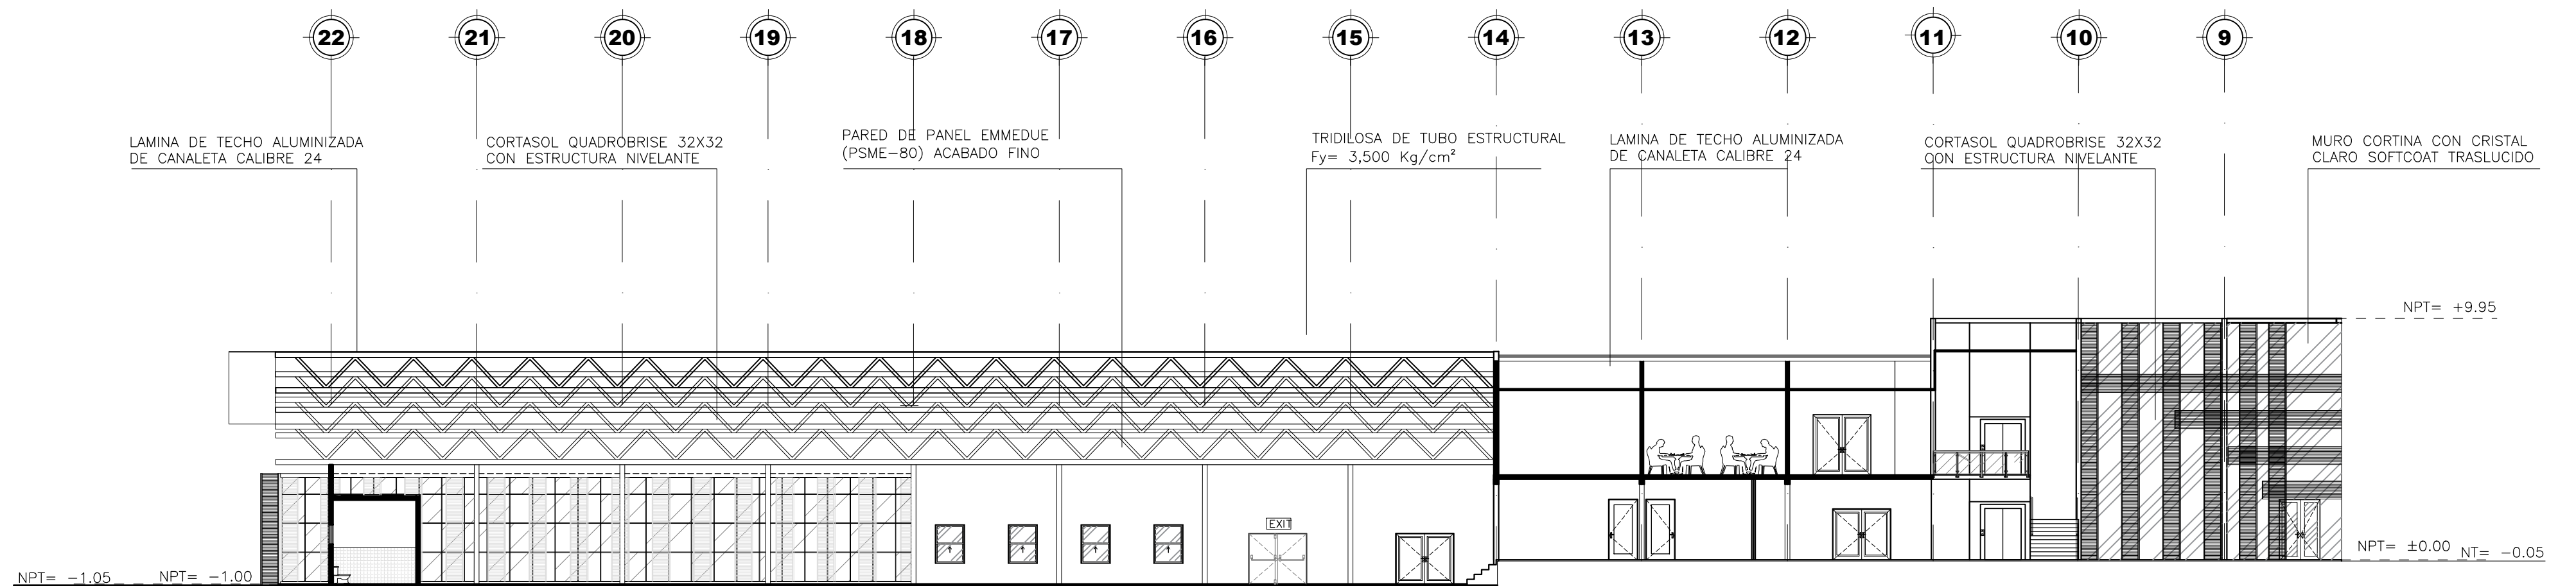 22 21 20 19 18 17 16 15 14 13 12 11 10 9
LAMINA DE TECHO ALUMINIZADA
DE CANALETA CALIBRE 24
CORTASOL QUADROBRISE 32X32
CON ESTRUCTURA NIVELANTE
PARED DE PANEL EMMEDUE
(PSME-80) ACABADO FINO
TRIDILOSA DE TUBO ESTRUCTURAL
Fy= 3,500 Kg/cm²
LAMINA DE TECHO ALUMINIZADA
DE CANALETA CALIBRE 24
CORTASOL QUADROBRISE 32X32
CON ESTRUCTURA NIVELANTE
MURO CORTINA CON CRISTAL
CLARO SOFTCOAT TRASLUCIDO
NPT= +9.95
EXIT
NPT= -1.05
NPT= -1.00
NPT= ±0.00
NT= -0.05